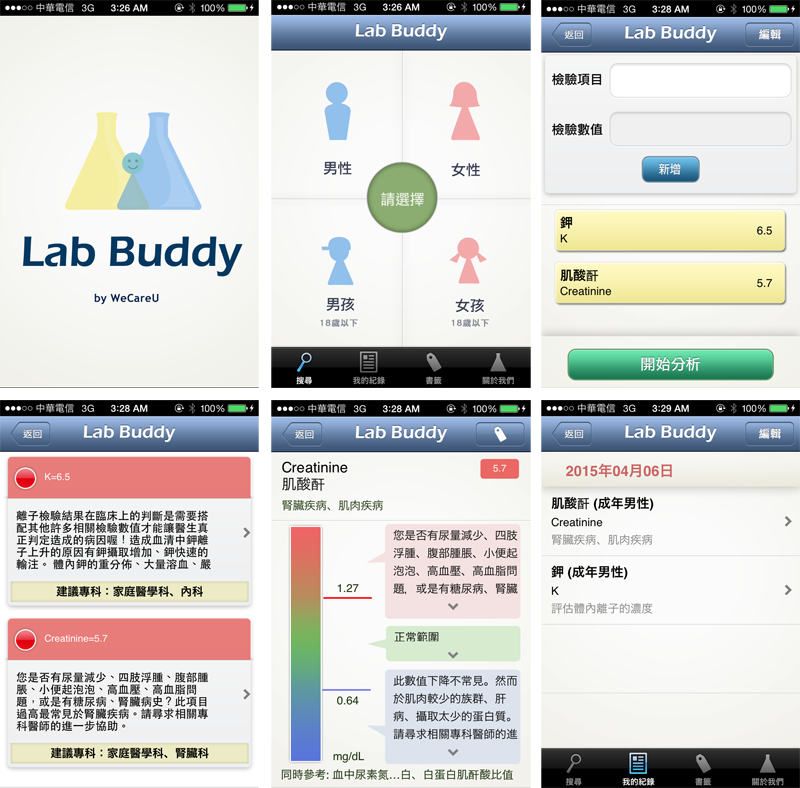 中華電信 3G 3:26 AM 100%
Lab Buddy
by WeCareU
中華電信 3G 3:26 AM 100%
Lab Buddy
男性
女性
請選擇
男孩
18歲以下
女孩
18歲以下
搜尋
我的紀錄
書籤
關於我們
中華電信 3G 3:28 AM 100%
返回
Lab Buddy
編輯
檢驗項目
檢驗數值
新增
鉀
K
6.5
肌酸酐
Creatinine
5.7
開始分析
中華電信 3G 3:28 AM 100%
返回
Lab Buddy
K=6.5
離子檢驗結果在臨床上的判斷是需要搭
配其他許多相關檢驗數值才能讓醫生真
正判定造成的病因喔！造成血清中鉀離
子上升的原因有鉀攝取增加、鉀快速的
輸注。 體內鉀的重分佈、大量溶血、嚴
建議專科：家庭醫學科、內科
Creatinine=5.7
您是否有尿量減少、四肢浮腫、腹部腫
脹、小便起泡泡、高血壓、高血脂問
題，或是有糖尿病、腎臟病史？此項目
過高最常見於腎臟疾病。請尋求相關專
科醫師的進一步協助。
建議專科：家庭醫學科、腎臟科
中華電信 3G 3:28 AM 100%
返回
Lab Buddy
Creatinine
5.7
肌酸酐
腎臟疾病、肌肉疾病
您是否有尿量減少、四肢
浮腫、腹部腫脹、小便起
泡泡、高血壓、高血脂問
題，或是有糖尿病、腎臟
1.27
正常範圍
0.64
此數值下降不常見。然而
於肌肉較少的族群、肝
病、攝取太少的蛋白質。
請尋求相關專科醫師的進
mg/dL
同時參考: 血中尿素氮…白、白蛋白肌酐酸比值
中華電信 3G 3:29 AM 100%
返回
Lab Buddy
編輯
2015年04月06日
肌酸酐 (成年男性)
Creatinine
腎臟疾病、肌肉疾病
鉀 (成年男性)
K
評估體內離子的濃度
搜尋
我的紀錄
書籤
關於我們